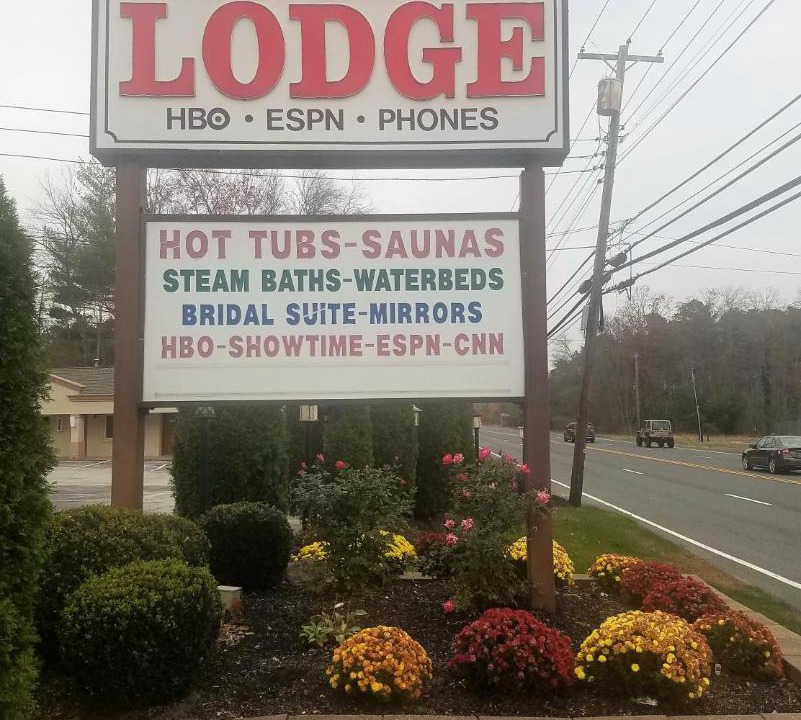 LODGE
HBO • ESPN • PHONES
HOT TUBS-SAUNAS
STEAM BATHS-WATERBEDS
BRIDAL SUiTE-MIRRORS
HBO-SHOWTIME-ESPN-CNN